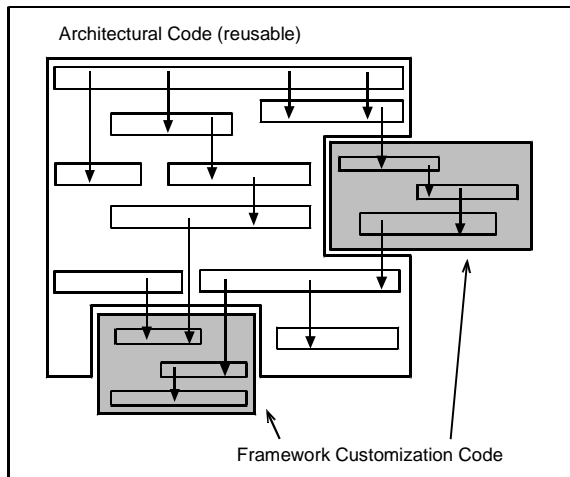 Architectural Code (reusable)
Framework Customization Code